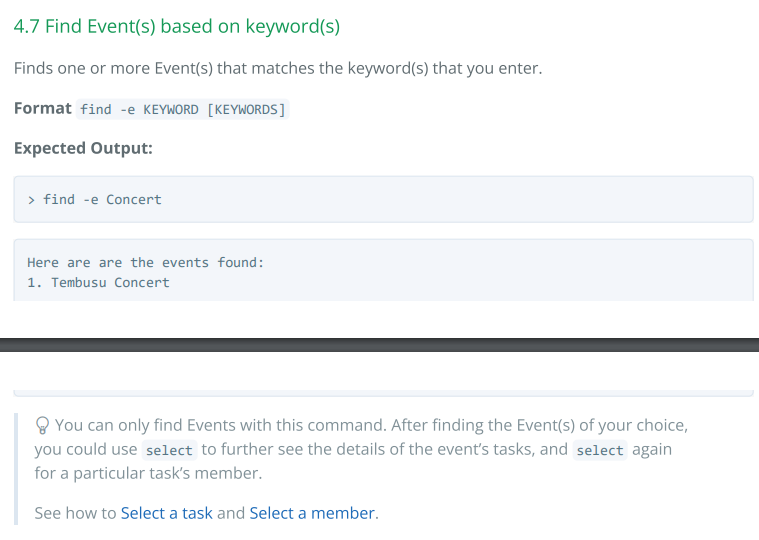 4.7 Find Event(s) based on keyword(s)
Finds one or more Event(s) that matches the keyword(s) that you enter.
Format find -e KEYWORD [KEYWORDS]
Expected Output:
> find -e Concert
Here are are the events found:
1. Tembusu Concert
You can only find Events with this command. After finding the Event(s) of your choice,
you could use select to further see the details of the event’s tasks, and select again
for a particular task’s member.
See how to Select a task and Select a member.